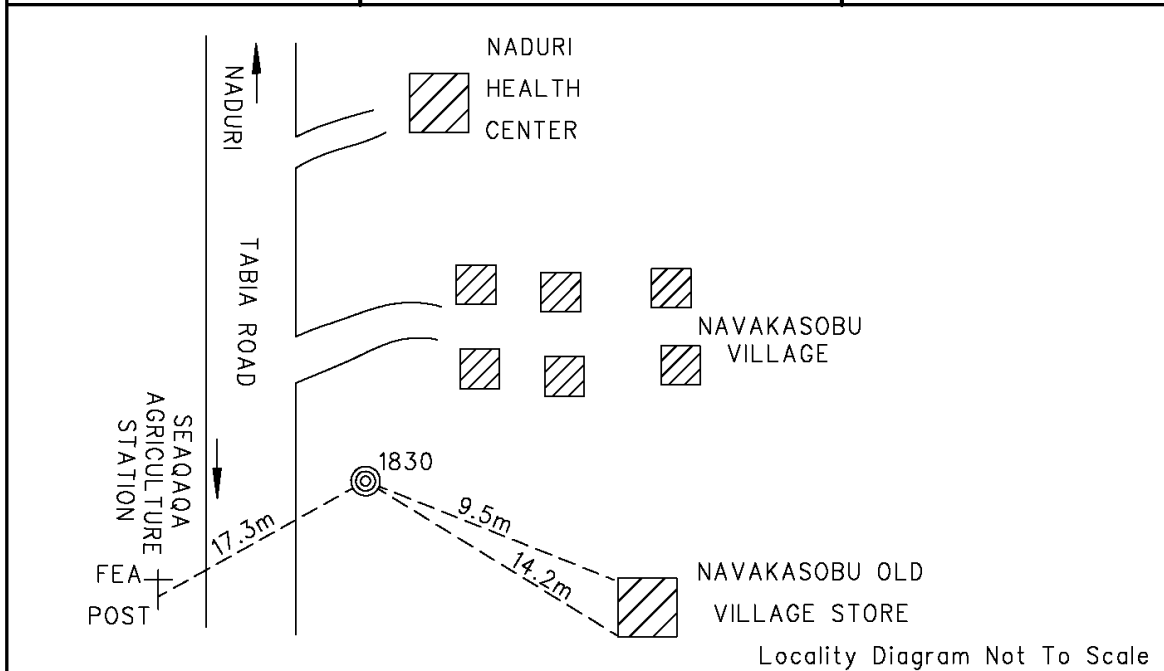 NADURI
NADURI
HEALTH
CENTER
TABIA ROAD
NAVAKASOBU
VILLAGE
SEAQAQA
AGRICULTURE
STATION
1830
17.3m
9.5m
14.2m
FEA
POST
NAVAKASOBU OLD
VILLAGE STORE
Locality Diagram Not To Scale